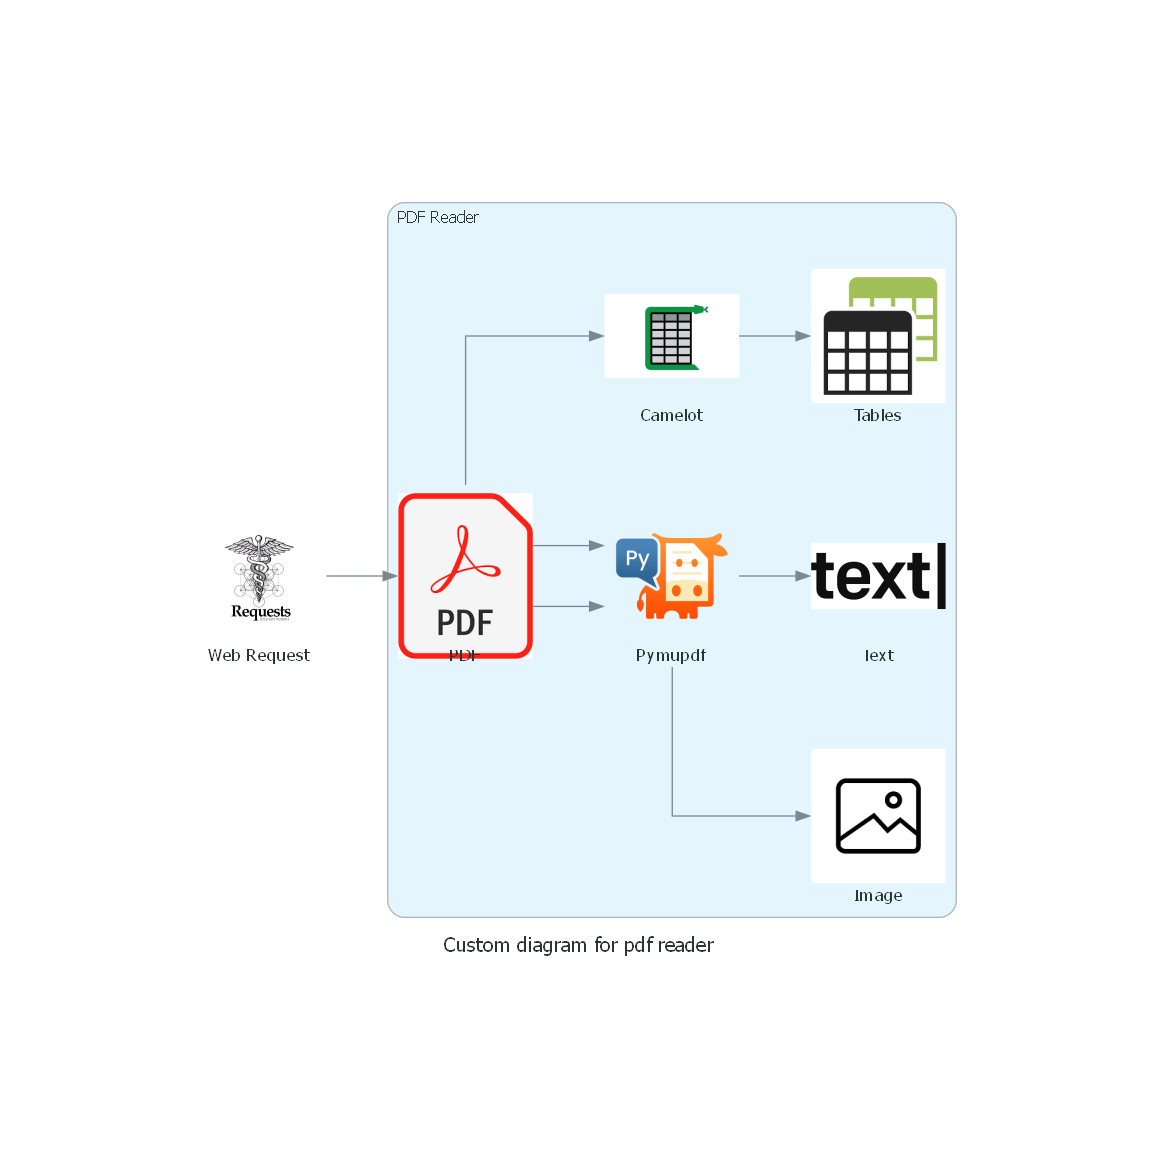 PDF Reader
Camelot
Tables
Requests
Web Request
PDF
PDF
Py
Pymupdf
text
Text
Image
Custom diagram for pdf reader